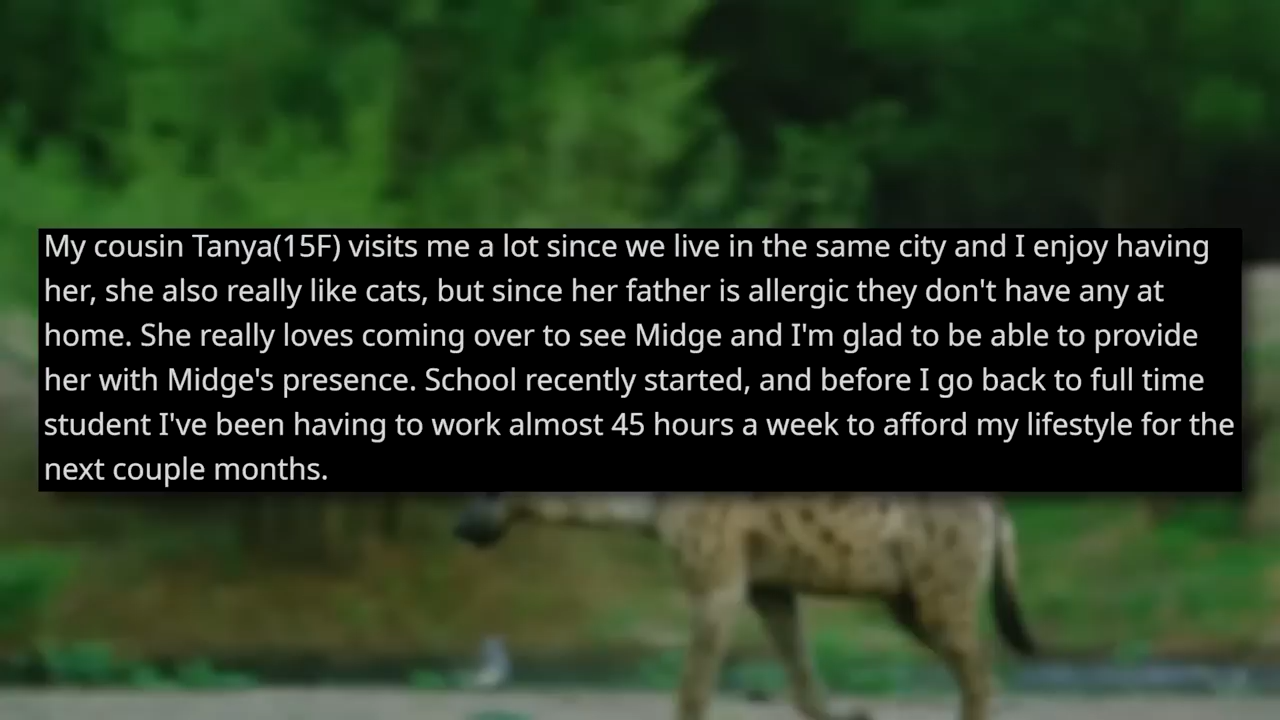 My cousin Tanya(15F) visits me a lot since we live in the same city and I enjoy having
her, she also really like cats, but since her father is allergic they don't have any at
home. She really loves coming over to see Midge and I'm glad to be able to provide
her with Midge's presence. School recently started, and before I go back to full time
student I've been having to work almost 45 hours a week to afford my lifestyle for the
next couple months.